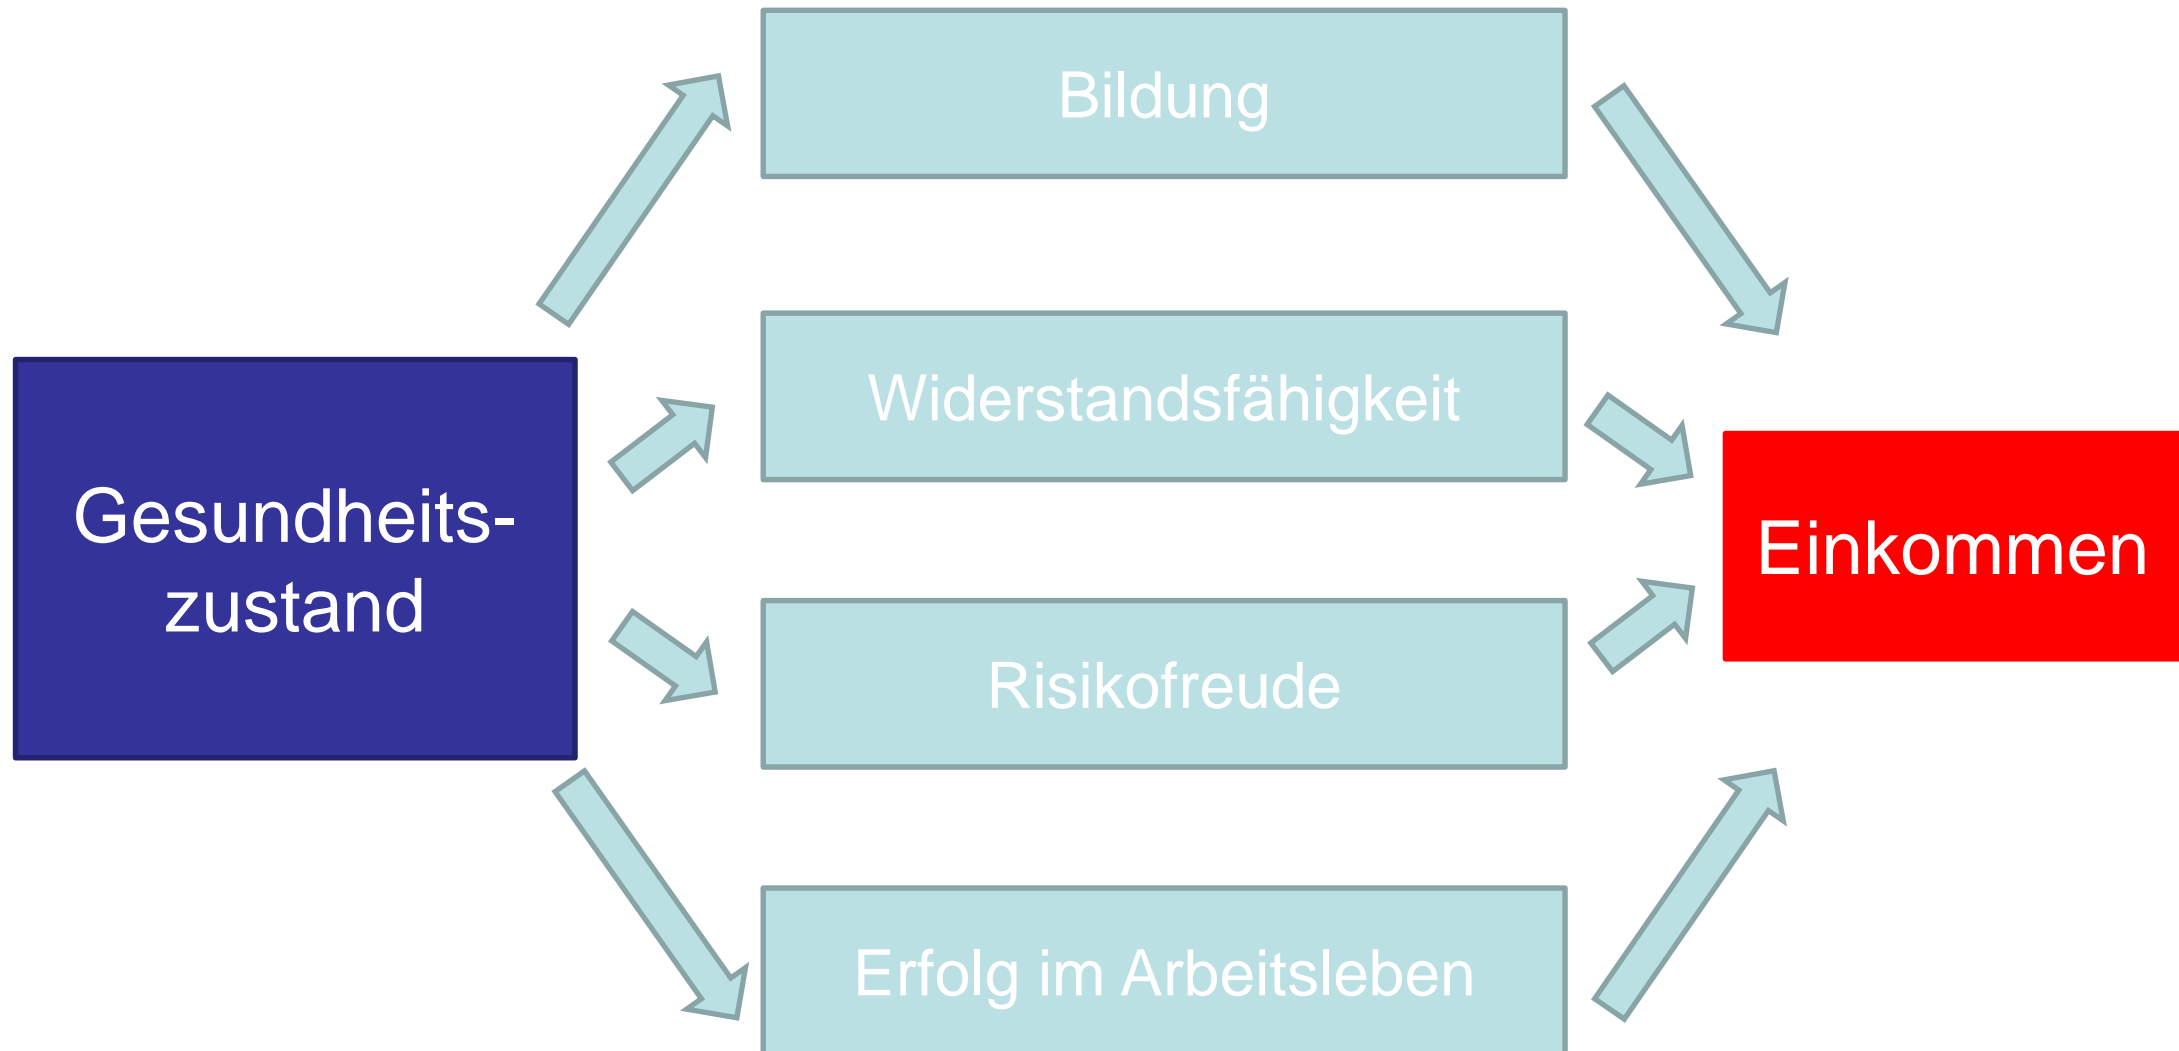 Bildung
Widerstandsfähigkeit
Gesundheits-
zustand
Einkommen
Risikofreude
Erfolg im Arbeitsleben